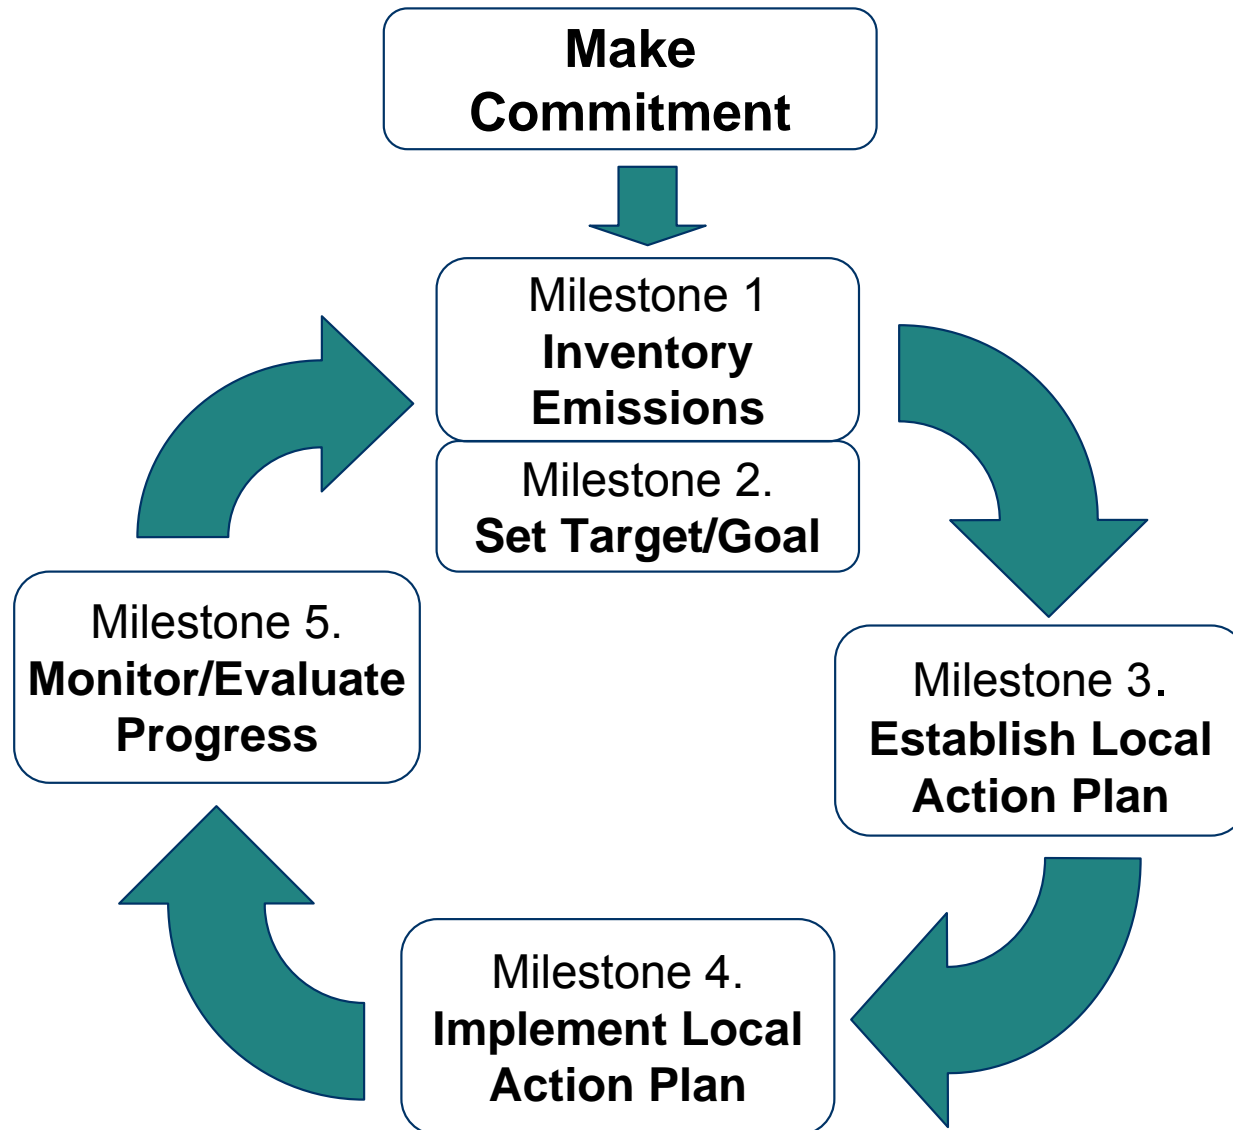 Make
Commitment
Milestone 1
Inventory
Emissions
Milestone 2.
Set Target/Goal
Milestone 3.
Establish Local
Action Plan
Milestone 4.
Implement Local
Action Plan
Milestone 5.
Monitor/Evaluate
Progress